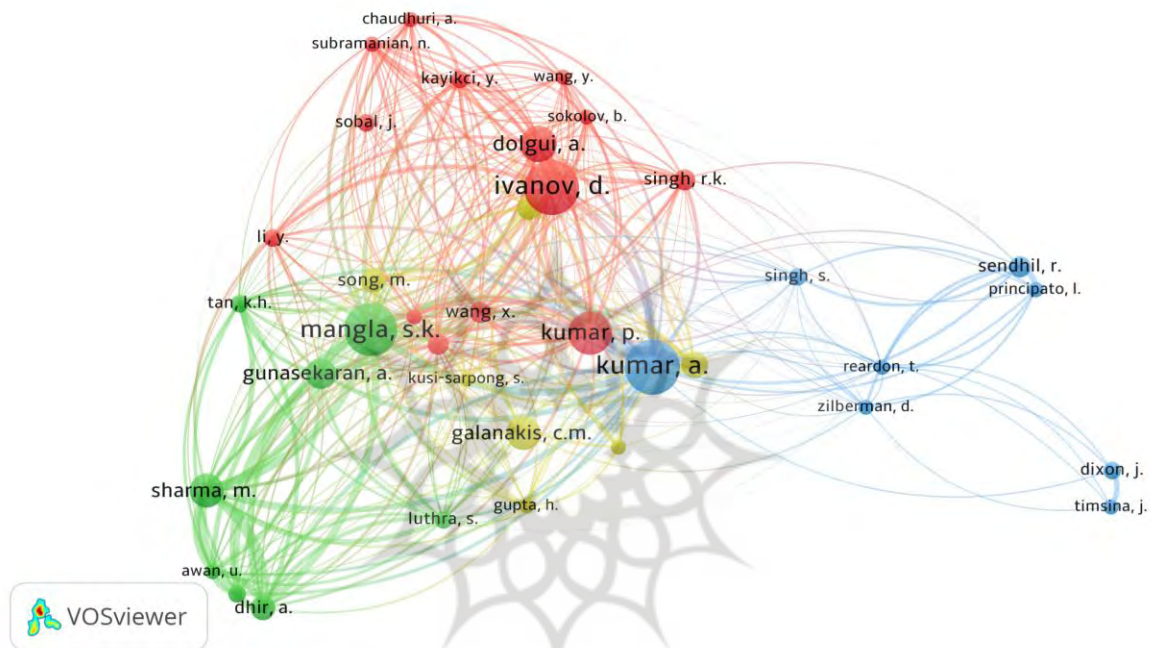 chaudhuri, a.
subramanian, n.
kayikci, y.
wang, y.
sobal, j.
sokolov, b.
dolgui, a.
ivanov, d.
singh, r.k.
li, y.
song, m.
singh, s.
sendhil, r.
principato, l.
tan, k.h.
wang, x.
mangla, s.k.
kumar, p.
kumar, a.
gunasekaran, a.
kusi-sarpong, s.
reardon, t.
zilberman, d.
galanakis, c.m.
dixon, j.
sharma, m.
gupta, h.
timsina, j.
luthra, s.
awan, u.
dhir, a.
VOSviewer